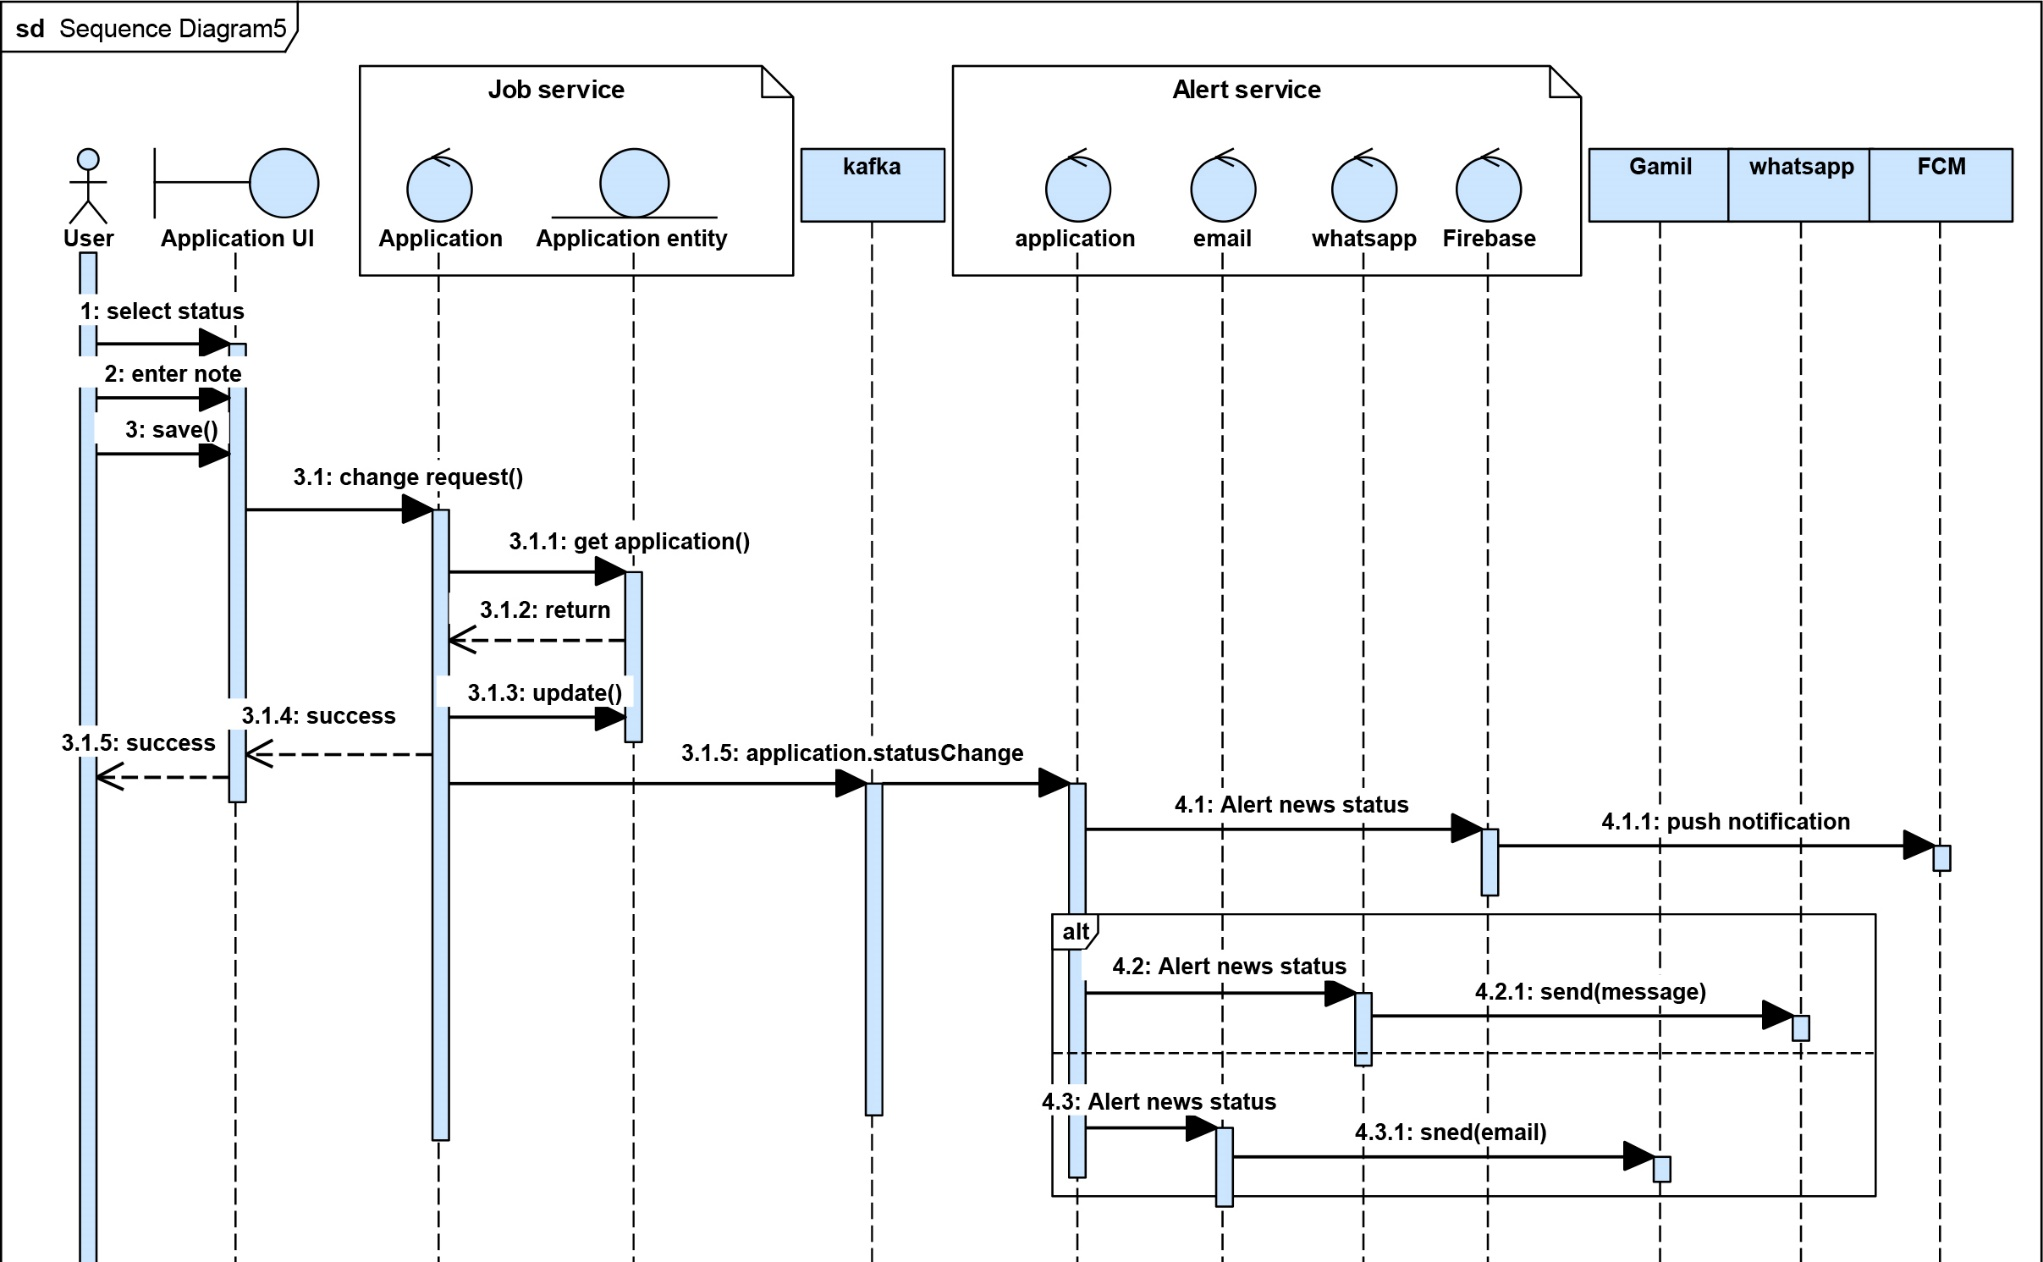 sd Sequence Diagram5
Job service
Alert service
User
Application UI
Application
Application entity
kafka
application
email
whatsapp
Firebase
Gamil
whatsapp
FCM
1: select status
2: enter note
3: save()
3.1: change request()
3.1.1: get application()
3.1.2: return
3.1.3: update()
3.1.4: success
3.1.5: success
3.1.5: application.statusChange
4.1: Alert news status
4.1.1: push notification
alt
4.2: Alert news status
4.2.1: send(message)
4.3: Alert news status
4.3.1: sned(email)